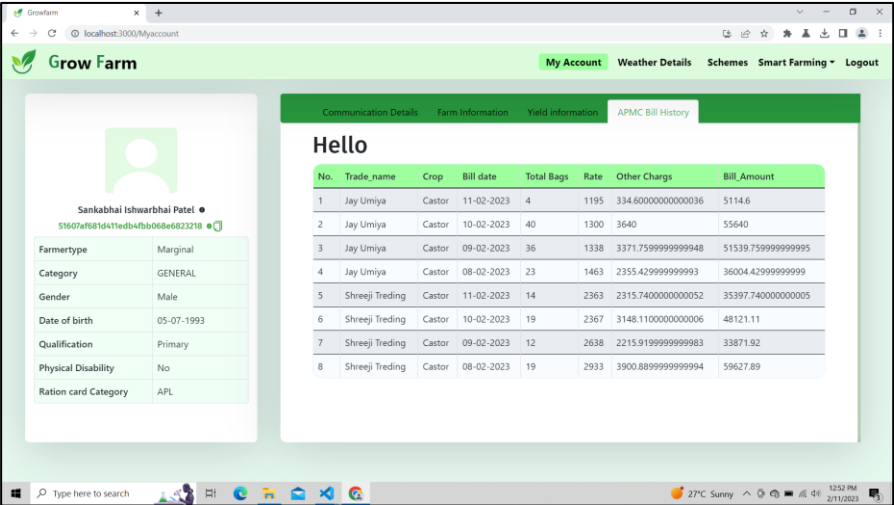 Growfarm
localhost:3000/Myaccount
Grow Farm
My Account Weather Details Schemes Smart Farming Logout
Communication Details Farm Information Yield information APMC Bill History
Hello
No. Trade_name Crop Bill date Total Bags Rate Other Chargs Bill_Amount
1 Jay Umiya Castor 11-02-2023 4 1195 334.60000000000036 5114.6
2 Jay Umiya Castor 10-02-2023 40 1300 3640 55640
3 Jay Umiya Castor 09-02-2023 36 1338 3371.7599999999948 51539.759999999995
4 Jay Umiya Castor 08-02-2023 23 1463 2355.429999999993 36004.42999999999
5 Shreeji Treding Castor 11-02-2023 14 2363 2315.7400000000052 35397.740000000005
6 Shreeji Treding Castor 10-02-2023 19 2367 3148.1100000000006 48121.11
7 Shreeji Treding Castor 09-02-2023 12 2638 2215.9199999999983 33871.92
8 Shreeji Treding Castor 08-02-2023 19 2933 3900.8899999999994 59627.89
Sankabhai Ishwarbhai Patel
51607af681d411edb4fbb068e6823218
Farmertype Marginal
Category GENERAL
Gender Male
Date of birth 05-07-1993
Qualification Primary
Physical Disability No
Ration card Category APL
Type here to search
27°C Sunny
12:52 PM
2/11/2023